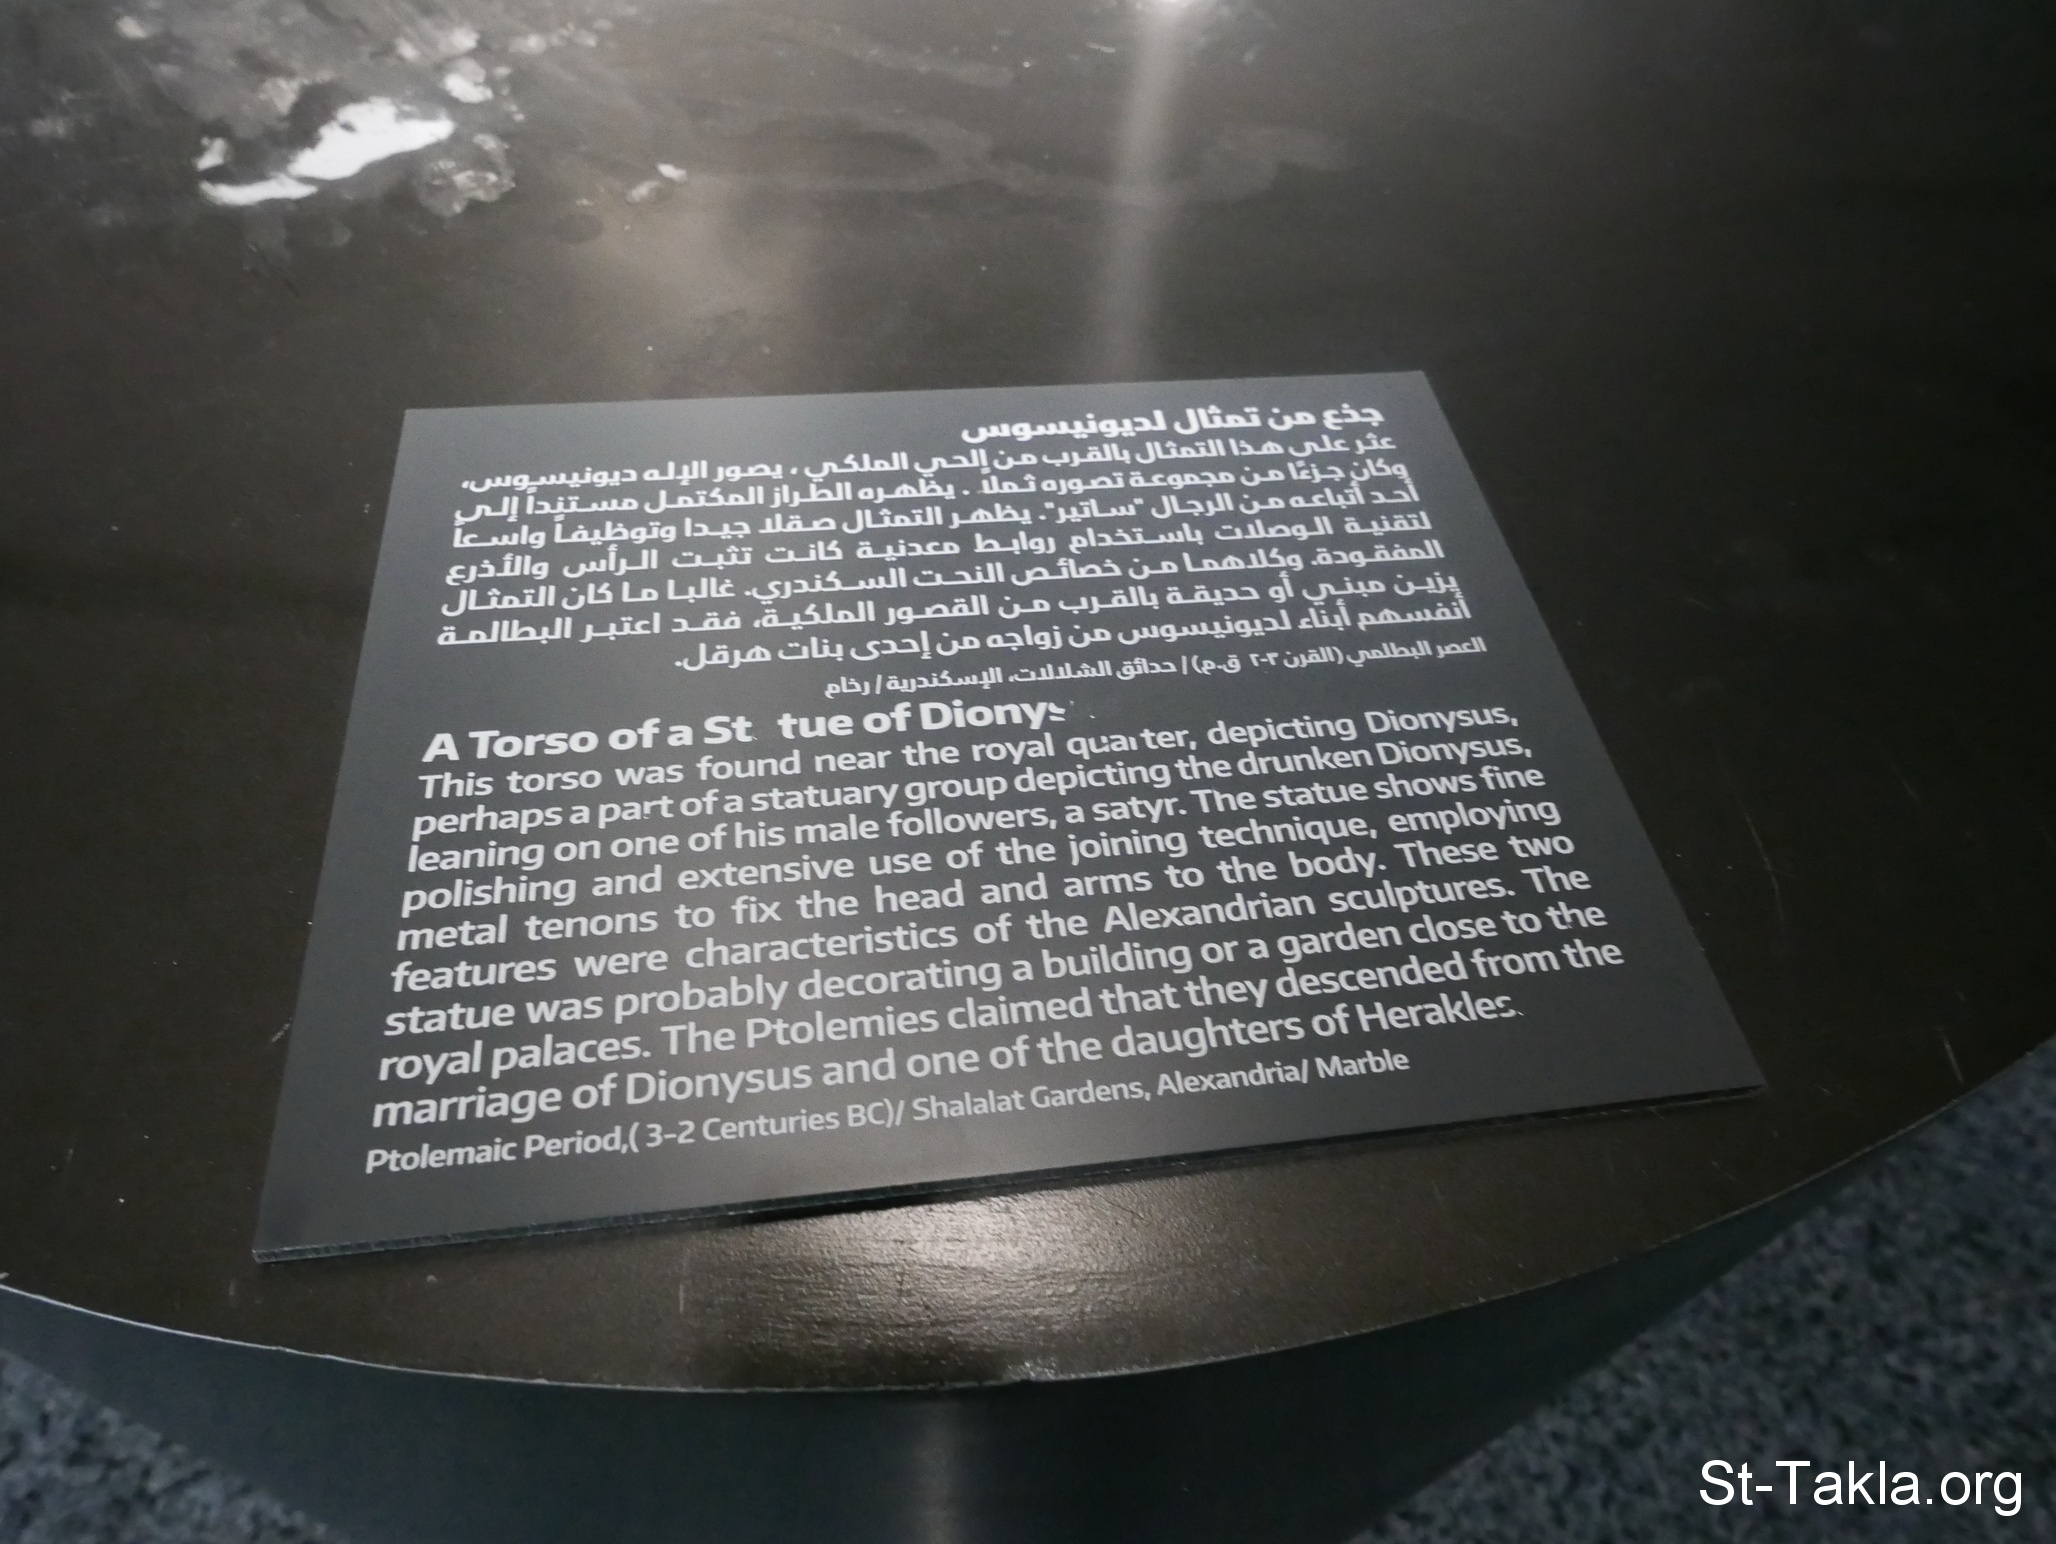 جذع من تمثال لديونيسوس
عثر على هذا التمثال بالقرب من الحي الملكي ، يصور الإله ديونيسوس،
وكان جزءًا من مجموعة تصوره ثملاً . يظهره الطراز المكتمل مستنداً إلى
أحد أتباعه من الرجال "ساتير". يظهر التمثال صقلا جيدا وتوظيفاً واسعاً
لتقنية الوصلات باستخدام روابط معدنية كانت تثبت الرأس والأذرع
المفقودة. وكلاهما من خصائص النحت السكندري. غالبا ما كان التمثال
يزين مبنى أو حديقة بالقرب من القصور الملكية، فقد اعتبر البطالمة
أنفسهم أبناء لديونيسوس من زواجه من إحدى بنات هرقل.
العصر البطلمي (القرن ٣-٢ ق.م) / حدائق الشلالات، الإسكندرية / رخام
A Torso of a St tue of Diony
This torso was found near the royal quarter, depicting Dionysus,
perhaps a part of a statuary group depicting the drunken Dionysus,
leaning on one of his male followers, a satyr. The statue shows fine
polishing and extensive use of the joining technique, employing
metal tenons to fix the head and arms to the body. These two
features were characteristics of the Alexandrian sculptures. The
statue was probably decorating a building or a garden close to the
royal palaces. The Ptolemies claimed that they descended from the
marriage of Dionysus and one of the daughters of Herakles.
Ptolemaic Period,( 3-2 Centuries BC)/ Shalalat Gardens, Alexandria/ Marble
St-Takla.org